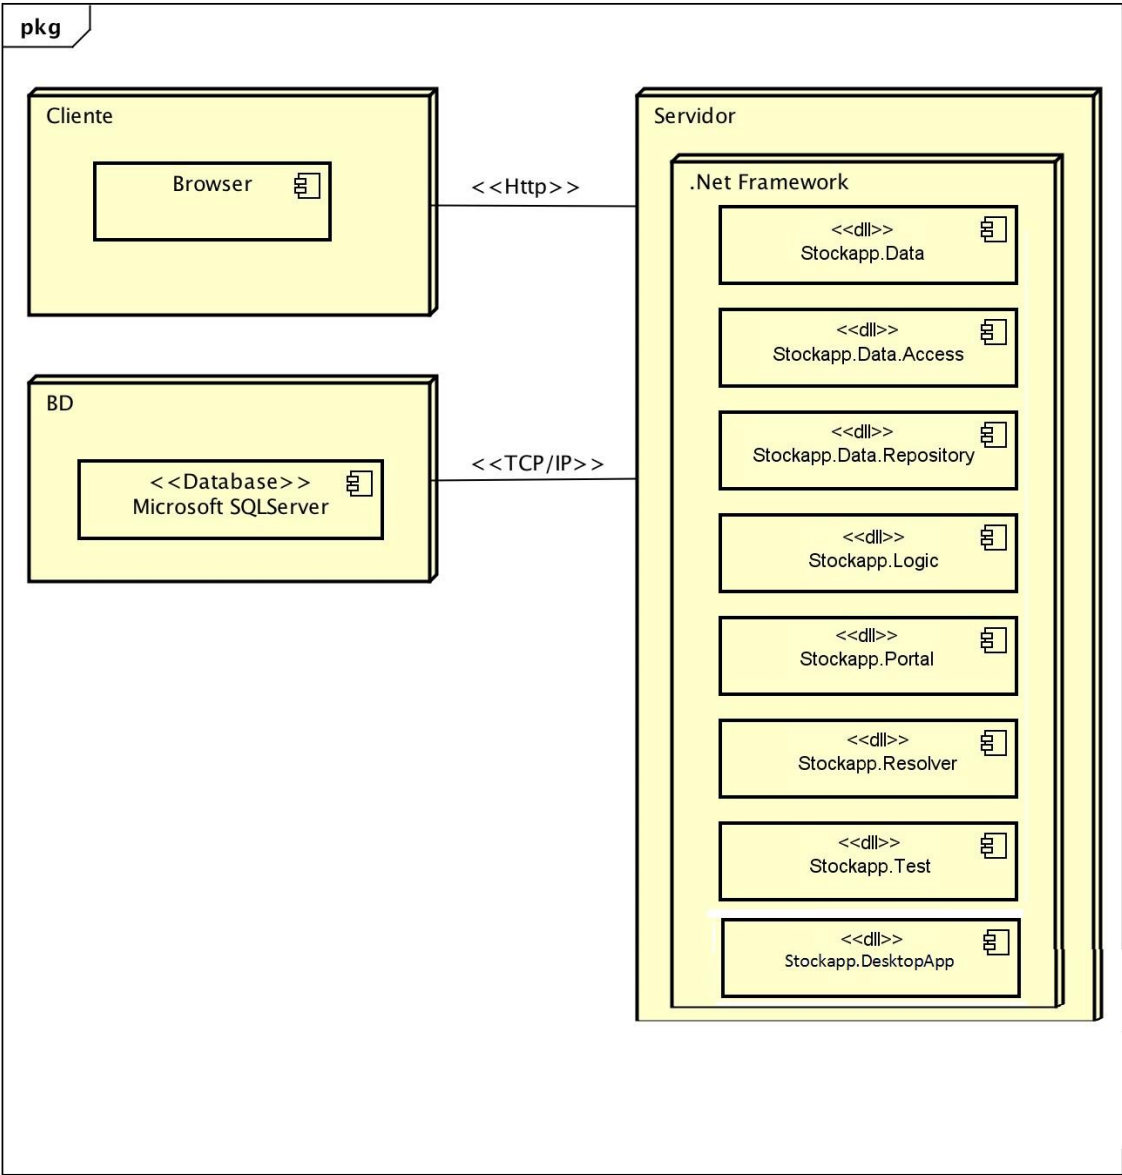 pkg
Cliente
Browser
<<Http>>
BD
<<Database>>
Microsoft SQLServer
<<TCP/IP>>
Servidor
.Net Framework
<<dll>>
Stockapp.Data
<<dll>>
Stockapp.Data.Access
<<dll>>
Stockapp.Data.Repository
<<dll>>
Stockapp.Logic
<<dll>>
Stockapp.Portal
<<dll>>
Stockapp.Resolver
<<dll>>
Stockapp.Test
<<dll>>
Stockapp.DesktopApp